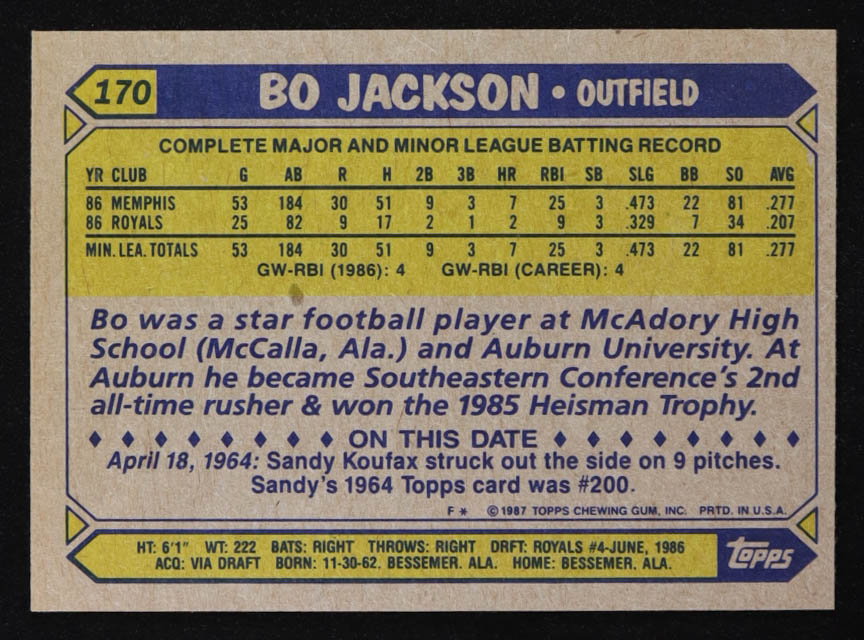 170 BO JACKSON • OUTFIELD
COMPLETE MAJOR AND MINOR LEAGUE BATTING RECORD
YR CLUB G AB R H 2B 3B HR RBI SB SLG BB SO AVG
86 MEMPHIS 53 184 30 51 9 3 7 25 3 .473 22 81 .277
86 ROYALS 25 82 9 17 2 1 2 9 3 .329 7 34 .207
MIN. LEA. TOTALS 53 184 30 51 9 3 7 25 3 .473 22 81 .277
GW-RBI (1986): 4 GW-RBI (CAREER): 4
Bo was a star football player at McAdory High
School (McCalla, Ala.) and Auburn University. At
Auburn he became Southeastern Conference's 2nd
all-time rusher & won the 1985 Heisman Trophy.
ON THIS DATE
April 18, 1964: Sandy Koufax struck out the side on 9 pitches.
Sandy's 1964 Topps card was #200.
F * ©1987 TOPPS CHEWING GUM, INC. PRTD. IN U.S.A.
HT: 6'1" WT: 222 BATS: RIGHT THROWS: RIGHT DRFT: ROYALS #4-JUNE, 1986
ACQ: VIA DRAFT BORN: 11-30-62, BESSEMER, ALA. HOME: BESSEMER, ALA.
topps